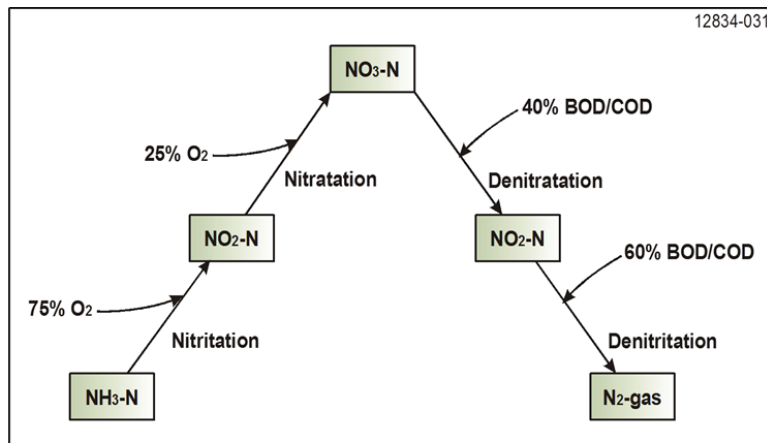 12834-031
NO3-N
40% BOD/COD
25% O2
Nitratation
Denitratation
NO2-N
NO2-N
60% BOD/COD
75% O2
Nitritation
Denitritation
NH3-N
N2-gas